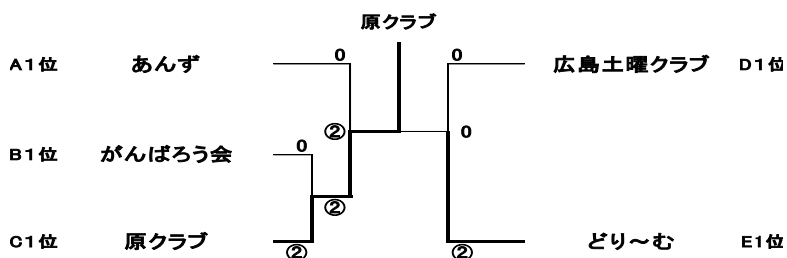 原クラブ
A1位 あんず 0 0 広島土曜クラブ D1位
② 0
B1位 がんばろう会 0
②
C1位 原クラブ ② ② どり～む E1位